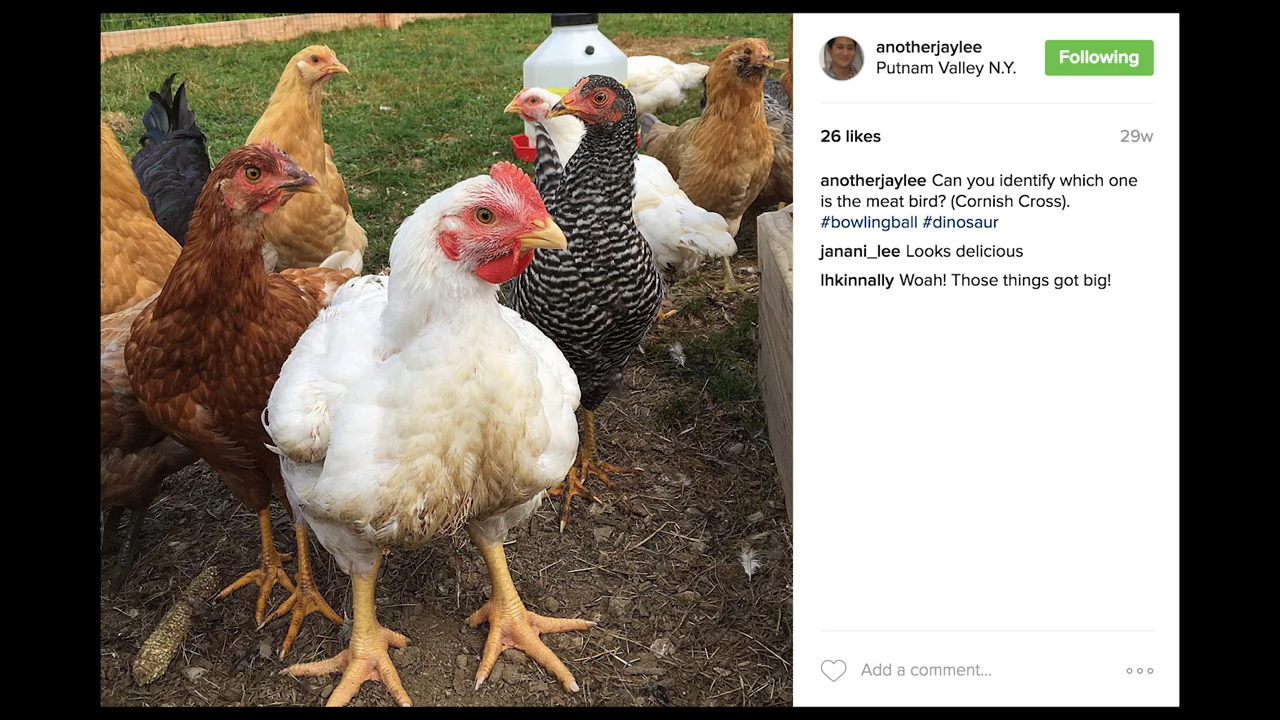 anotherjaylee
Putnam Valley N.Y.
Following
26 likes
29w
anotherjaylee Can you identify which one
is the meat bird? (Cornish Cross).
#bowlingball #dinosaur
janani_lee Looks delicious
lhkinnally Woah! Those things got big!
Add a comment...